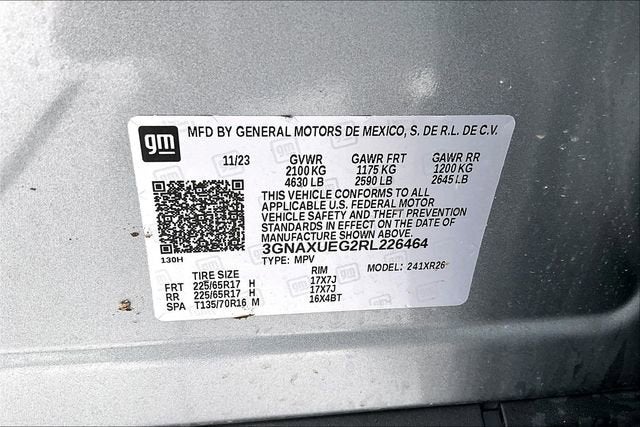 gm MFD BY GENERAL MOTORS DE MEXICO, S. DE R.L. DE C.V.
11/23 GVWR GAWR FRT GAWR RR
2100 KG 1175 KG 1200 KG
4630 LB 2590 LB 2645 LB
THIS VEHICLE CONFORMS TO ALL
APPLICABLE U.S. FEDERAL MOTOR
VEHICLE SAFETY AND THEFT PREVENTION
STANDARDS IN EFFECT ON THE DATE OF
MANUFACTURE SHOWN ABOVE.
3GNAXUEG2RL226464
130H
TYPE: MPV MODEL: 241XR26
TIRE SIZE RIM
FRT 225/65R17 H 17X7J
RR 225/65R17 H 17X7J
SPA T135/70R16 M 16X4BT